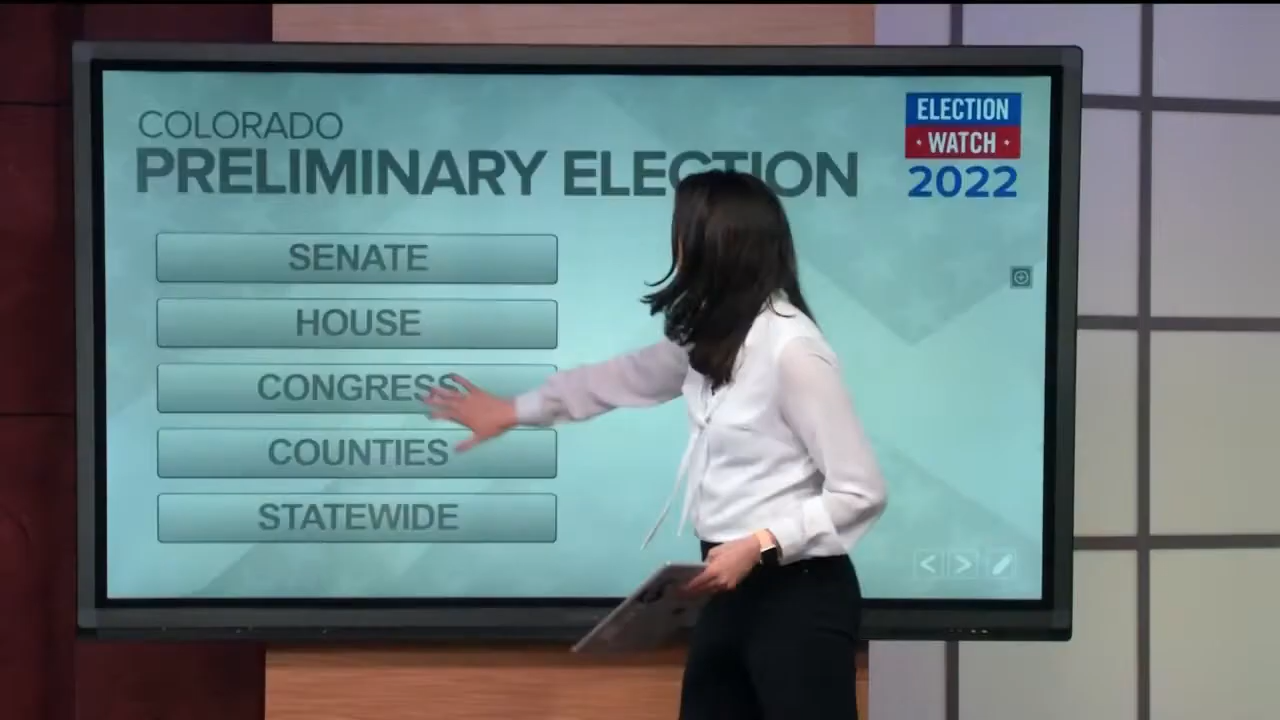 COLORADO
PRELIMINARY ELECTION
ELECTION
• WATCH •
2022
SENATE
HOUSE
CONGRESS
COUNTIES
STATEWIDE